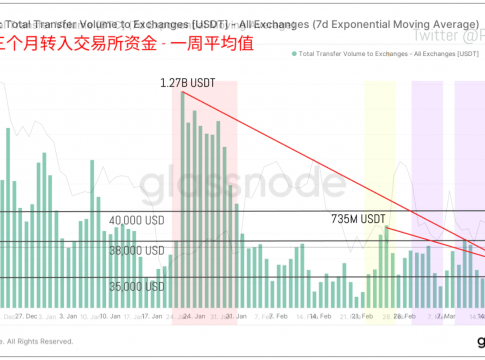 : Total Transfer Volume to Exchanges [USDT] - All Exchanges (7d Exponential Moving Average)
Twitter @
三个月转入交易所资金 - 一周平均值
Total Transfer Volume to Exchanges - All Exchanges [USDT]
1.27B USDT
glassnode
735M USDT
40,000 USD
38,000 USD
35,000 USD
27. Dec
3. Jan
10. Jan
17. Jan
24. Jan
31. Jan
7. Feb
14. Feb
21. Feb
28. Feb
7. Mar
14.
. All Rights Reserved.
g